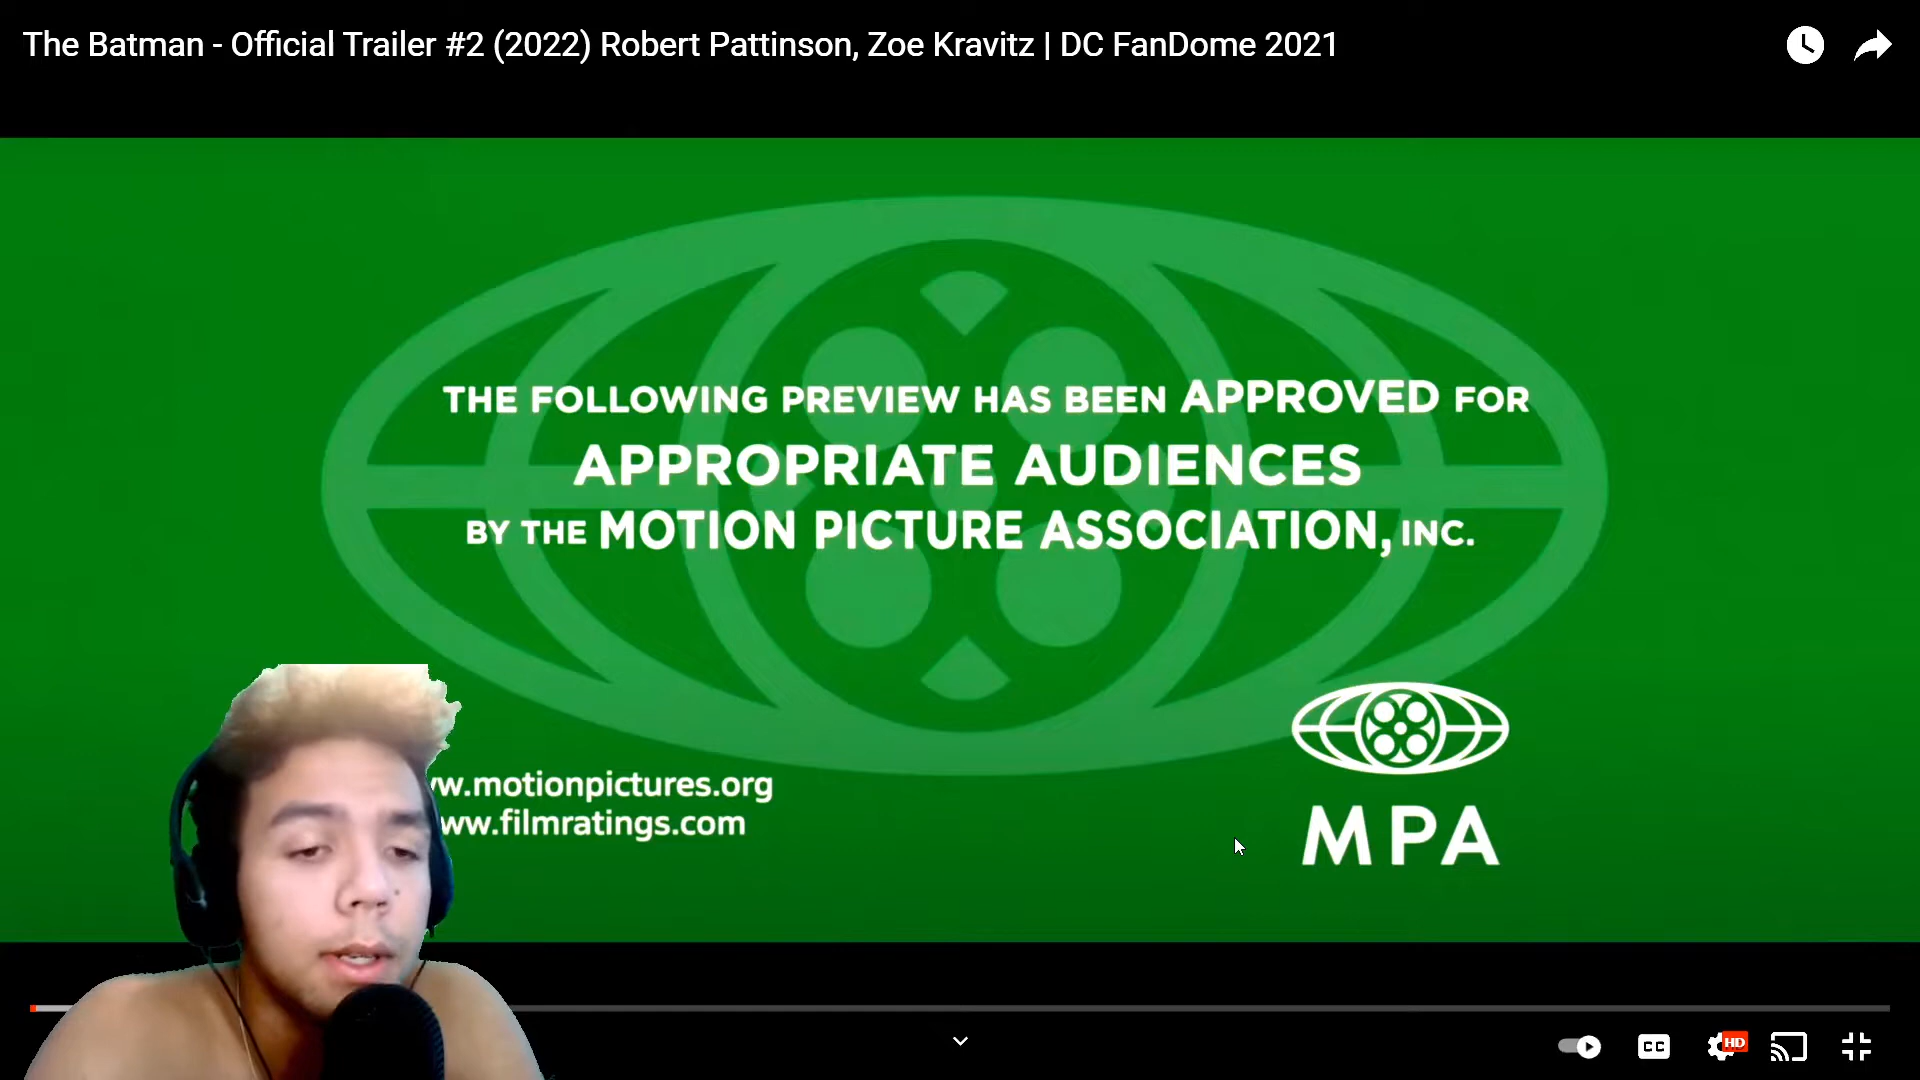 The Batman - Official Trailer #2 (2022) Robert Pattinson, Zoe Kravitz | DC FanDome 2021
THE FOLLOWING PREVIEW HAS BEEN APPROVED FOR
APPROPRIATE AUDIENCES
BY THE MOTION PICTURE ASSOCIATION, INC.
w.motionpictures.org
ww.filmratings.com
MPA
CC
HD